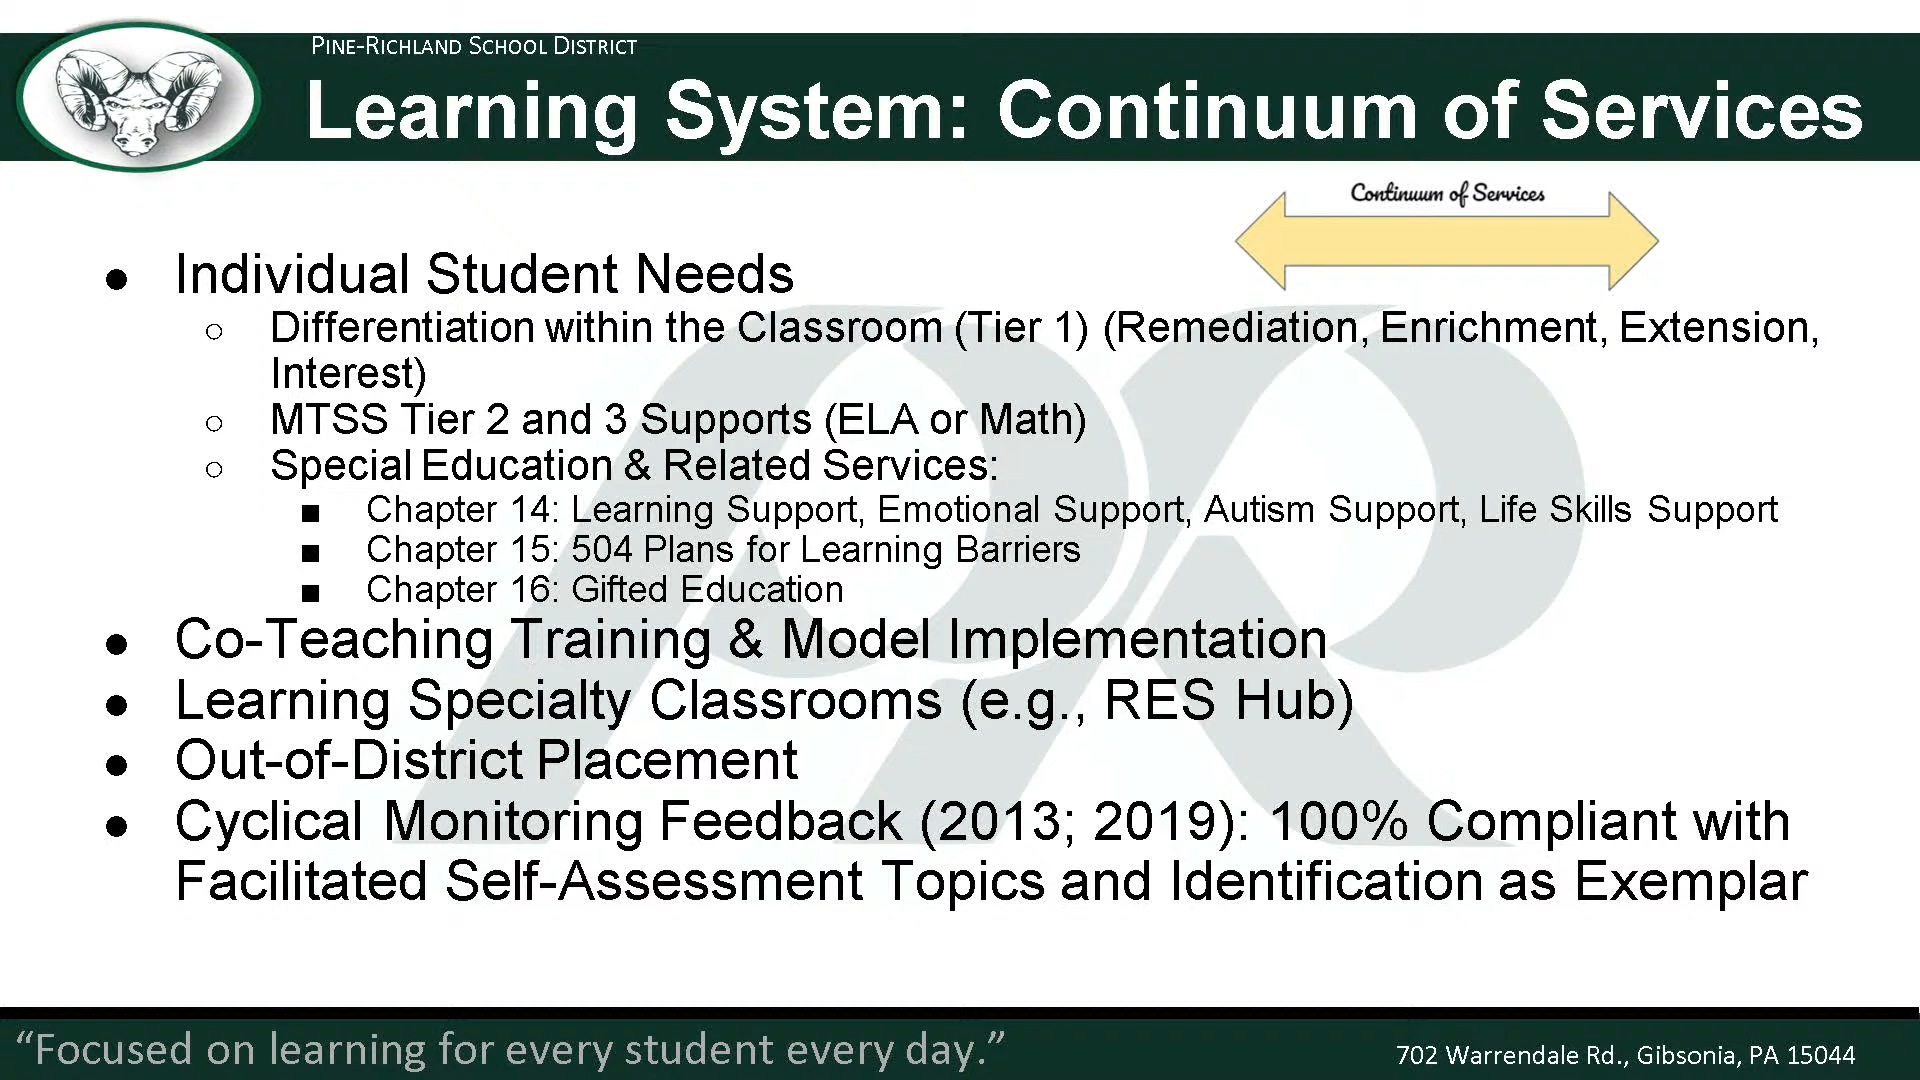 PINE-RICHLAND SCHOOL DISTRICT
Learning System: Continuum of Services
Continuum of Services
● Individual Student Needs
○ Differentiation within the Classroom (Tier 1) (Remediation, Enrichment, Extension,
Interest)
○ MTSS Tier 2 and 3 Supports (ELA or Math)
○ Special Education & Related Services:
■ Chapter 14: Learning Support, Emotional Support, Autism Support, Life Skills Support
■ Chapter 15: 504 Plans for Learning Barriers
■ Chapter 16: Gifted Education
● Co-Teaching Training & Model Implementation
● Learning Specialty Classrooms (e.g., RES Hub)
● Out-of-District Placement
● Cyclical Monitoring Feedback (2013; 2019): 100% Compliant with
Facilitated Self-Assessment Topics and Identification as Exemplar
“Focused on learning for every student every day.”
702 Warrendale Rd., Gibsonia, PA 15044